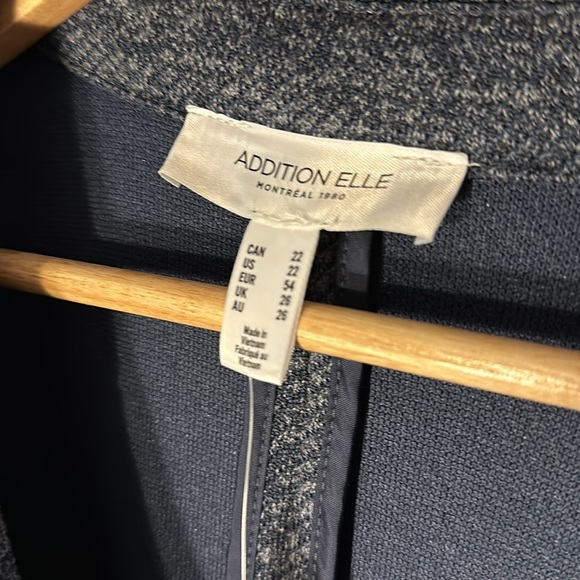 ADDITION ELLE
MONTRÉAL 1980
CAN 22
US 22
EUR 54
UK 26
AU 26
Made in
Vietnam
Fabriqué au
Vietnam